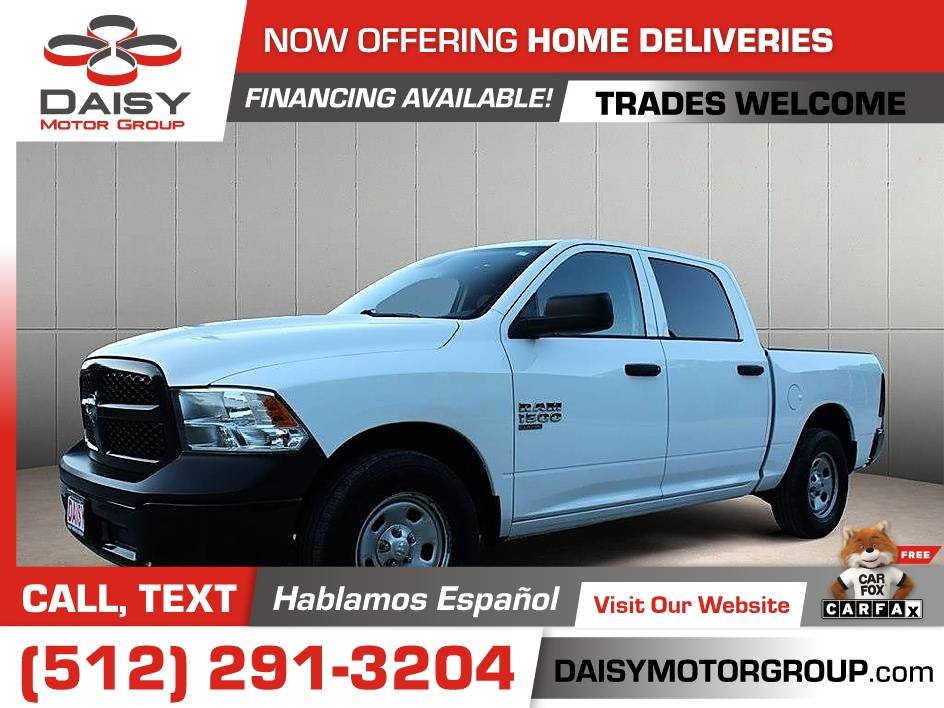 NOW OFFERING HOME DELIVERIES
DAISY
MOTOR GROUP
FINANCING AVAILABLE!
TRADES WELCOME
RAM
1500
DAISY
FREE
CAR
FOX
CARFAX
CALL, TEXT
Hablamos Español
Visit Our Website
(512) 291-3204
DAISYMOTORGROUP.com